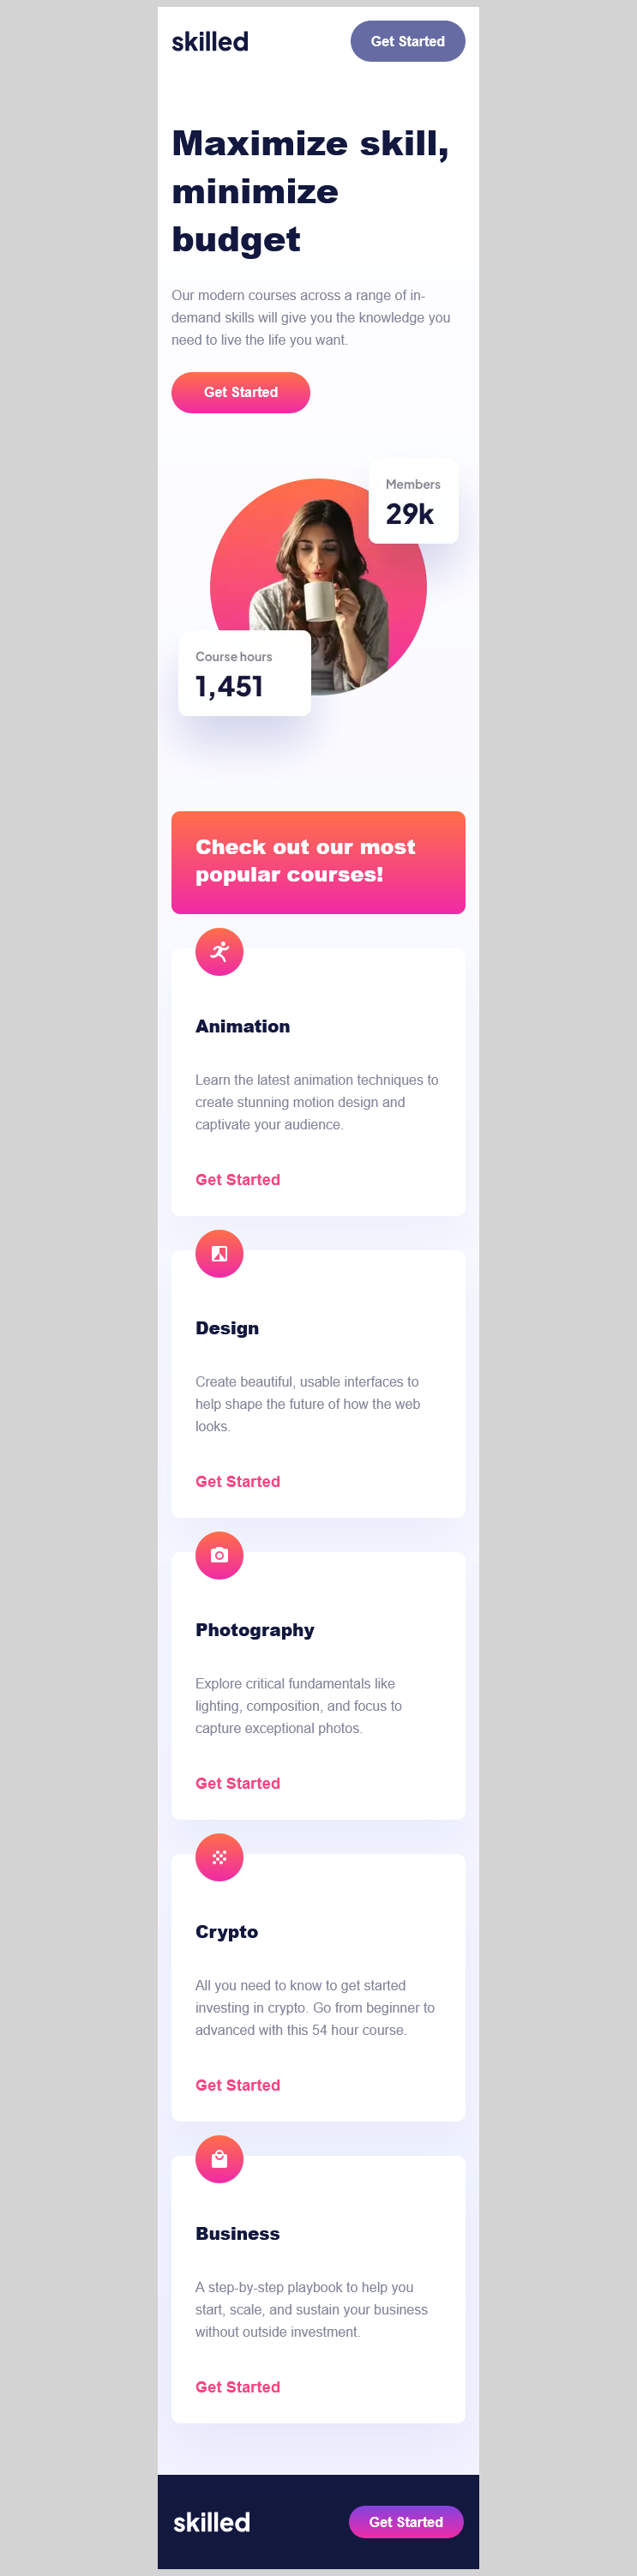 skilled
Get Started
Maximize skill,
minimize
budget
Our modern courses across a range of in-
demand skills will give you the knowledge you
need to live the life you want.
Get Started
Members
29k
Course hours
1,451
Check out our most
popular courses!
Animation
Learn the latest animation techniques to
create stunning motion design and
captivate your audience.
Get Started
Design
Create beautiful, usable interfaces to
help shape the future of how the web
looks.
Get Started
Photography
Explore critical fundamentals like
lighting, composition, and focus to
capture exceptional photos.
Get Started
Crypto
All you need to know to get started
investing in crypto. Go from beginner to
advanced with this 54 hour course.
Get Started
Business
A step-by-step playbook to help you
start, scale, and sustain your business
without outside investment.
Get Started
skilled
Get Started